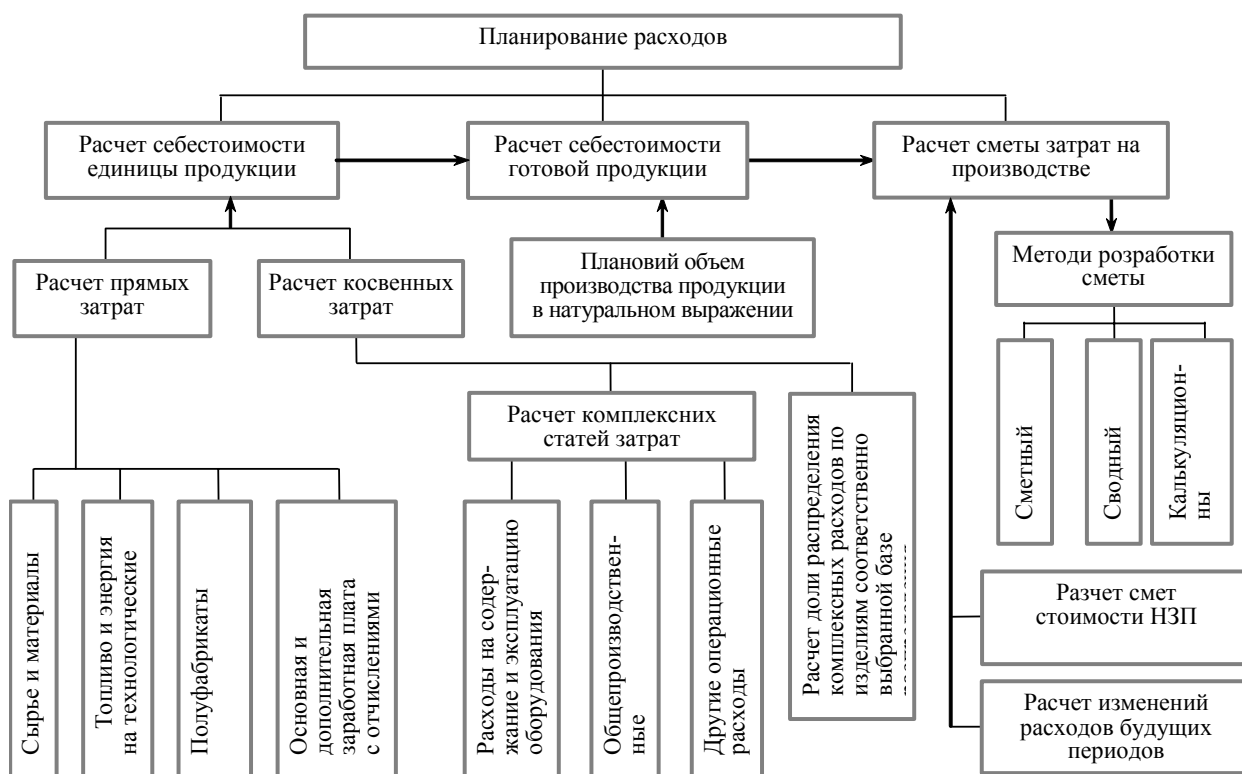 Планирование расходов
Расчет себестоимости
единицы продукции
Расчет себестоимости
готовой продукции
Расчет сметы затрат на
производстве
Расчет прямых
затрат
Расчет косвенных
затрат
Плановий объем
производства продукции
в натуральном выражении
Методи розработки
сметы
Сметный
Сводный
Калькуляцион-
ны
Расчет комплексних
статей затрат
Расчет доли распределения
комплексных расходов по
изделиям соответственно
выбранной базе
Сырье и материалы
Топливо и энергия
на технологические
Полуфабрикаты
Основная и
дополнительная
заработная плата
с отчислениями
Расходы на содер-
жание и эксплуатацию
оборудования
Общепроизводствен-
ные
Другие операционные
расходы
Разчет смет
стоимости НЗП
Расчет изменений
расходов будущих
периодов